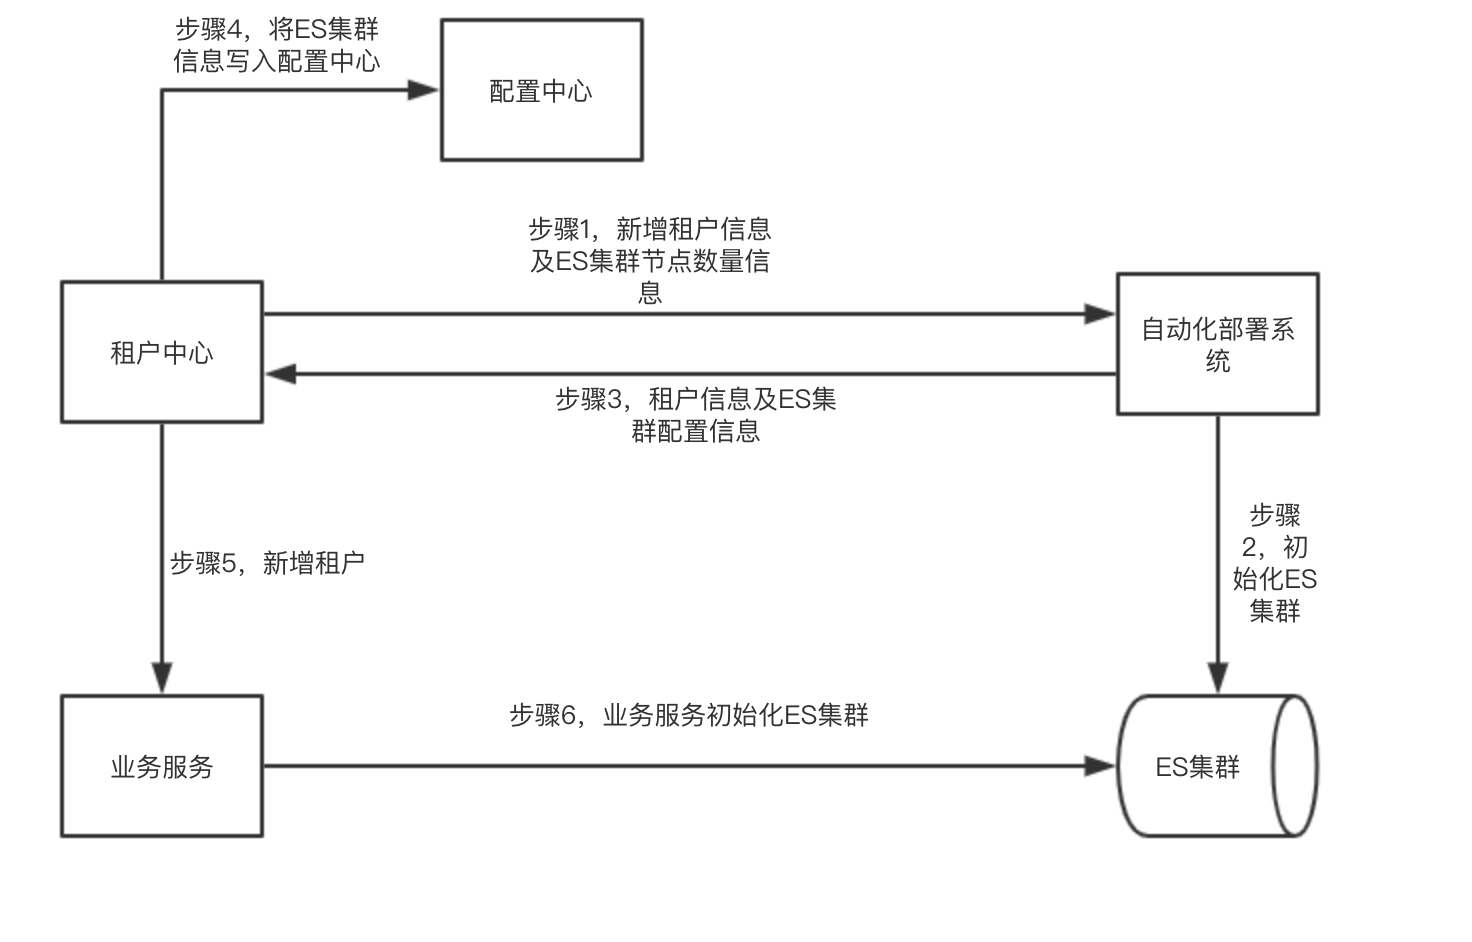 步骤4，将ES集群
信息写入配置中心
配置中心
步骤1，新增租户信息
及ES集群节点数量信
息
租户中心
自动化部署系
统
步骤3，租户信息及ES集
群配置信息
步骤
2，初
始化ES
集群
步骤5，新增租户
步骤6，业务服务初始化ES集群
业务服务
ES集群